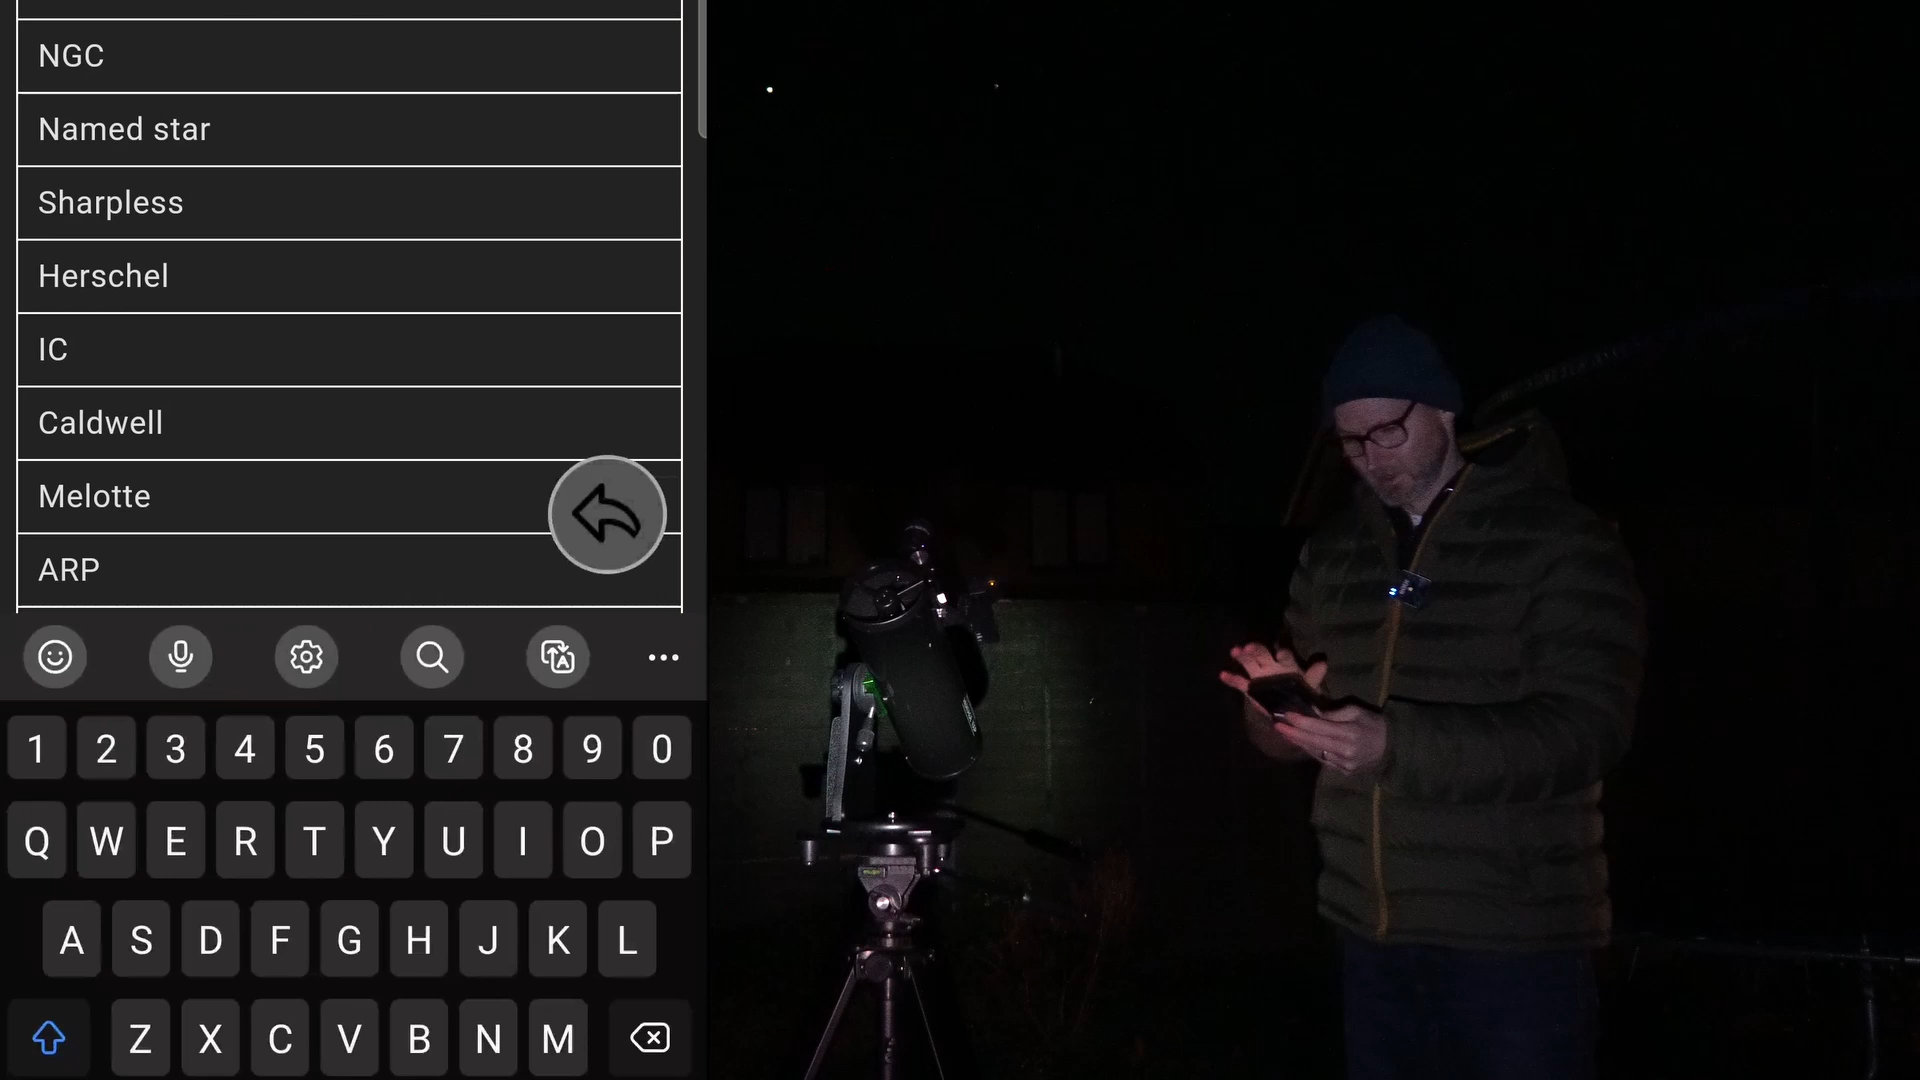 NGC
Named star
Sharpless
Herschel
IC
Caldwell
Melotte
ARP
1 2 3 4 5 6 7 8 9 0
Q W E R T Y U I O P
A S D F G H J K L
Z X C V B N M